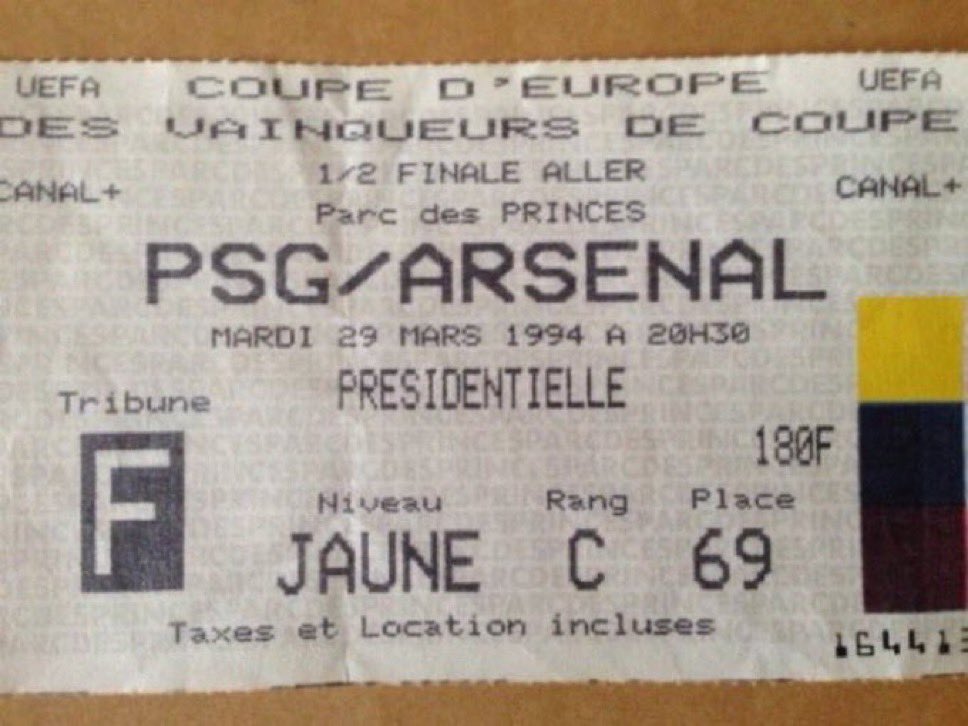 UEFA COUPE D'EUROPE UEFA
DES VAINQUEURS DE COUPE
1/2 FINALE ALLER
CANAL+ CANAL+
Parc des PRINCES
PSG/ARSENAL
MARDI 29 MARS 1994 A 20H30
PRESIDENTIELLE
Tribune
180F
F
Niveau Rang Place
JAUNE C 69
Taxes et Location incluses